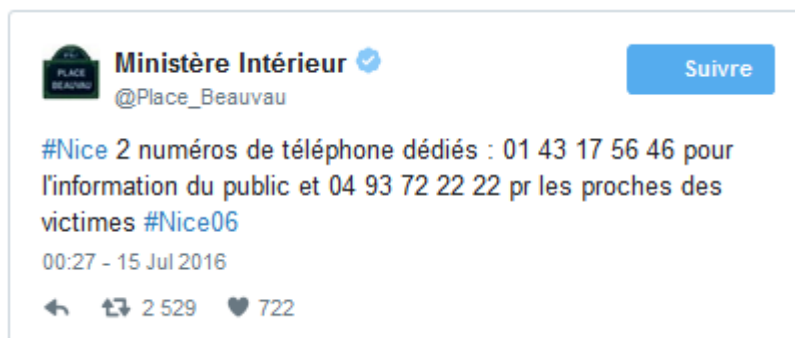 PLACE
BEAUVAU
Ministère Intérieur
@Place_Beauvau
Suivre
#Nice 2 numéros de téléphone dédiés : 01 43 17 56 46 pour
l'information du public et 04 93 72 22 22 pr les proches des
victimes #Nice06
00:27 - 15 Jul 2016
2 529 722